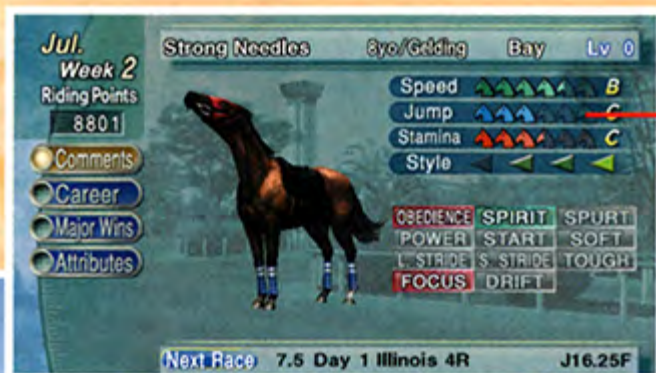 Jul.
Week 2
Riding Points
8801
Comments
Career
Major Wins
Attributes
Strong Needles 8yo/Gelding Bay Lv 0
Speed B
Jump C
Stamina C
Style
OBEDIENCE SPIRIT SPURT
POWER START SOFT
L. STRIDE S. STRIDE TOUGH
FOCUS DRIFT
Next Race 7.5 Day 1 Illinois 4R J16.25F